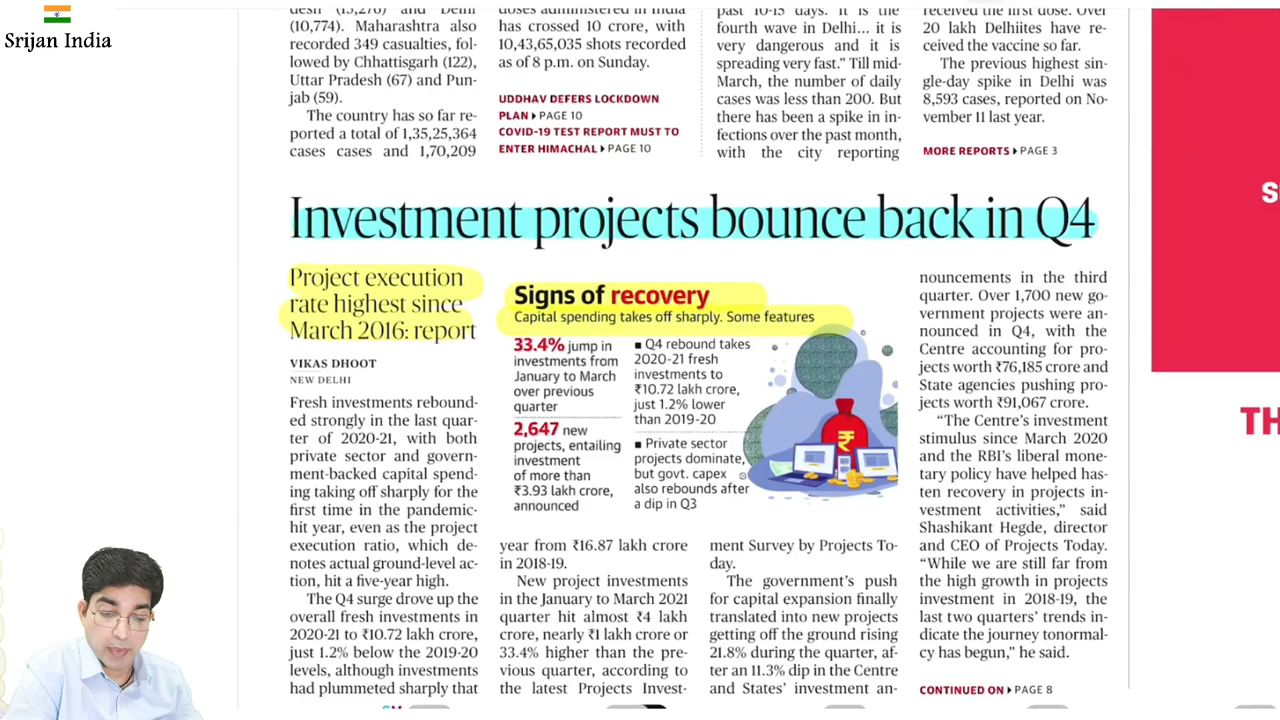 Srijan India
desh (15,276) and Delhi
(10,774). Maharashtra also
recorded 349 casualties, fol-
lowed by Chhattisgarh (122),
Uttar Pradesh (67) and Pun-
jab (59).
The country has so far re-
ported a total of 1,35,25,364
cases cases and 1,70,209
doses administered in India
has crossed 10 crore, with
10,43,65,035 shots recorded
as of 8 p.m. on Sunday.
UDDHAV DEFERS LOCKDOWN
PLAN PAGE 10
COVID-19 TEST REPORT MUST TO
ENTER HIMACHAL PAGE 10
past 10-15 days. It is the
fourth wave in Delhi... it is
very dangerous and it is
spreading very fast.” Till mid-
March, the number of daily
cases was less than 200. But
there has been a spike in in-
fections over the past month,
with the city reporting
received the first dose. Over
20 lakh Delhiites have re-
ceived the vaccine so far.
The previous highest sin-
gle-day spike in Delhi was
8,593 cases, reported on No-
vember 11 last year.
MORE REPORTS PAGE 3
Investment projects bounce back in Q4
Project execution
rate highest since
March 2016: report
VIKAS DHOOT
NEW DELHI
Fresh investments rebound-
ed strongly in the last quar-
ter of 2020-21, with both
private sector and govern-
ment-backed capital spend-
ing taking off sharply for the
first time in the pandemic-
hit year, even as the project
execution ratio, which de-
notes actual ground-level ac-
tion, hit a five-year high.
The Q4 surge drove up the
overall fresh investments in
2020-21 to ₹10.72 lakh crore,
just 1.2% below the 2019-20
levels, although investments
had plummeted sharply that
Signs of recovery
Capital spending takes off sharply. Some features
33.4% jump in
investments from
January to March
over previous
quarter
2,647 new
projects, entailing
investment
of more than
₹3.93 lakh crore,
announced
■ Q4 rebound takes
2020-21 fresh
investments to
₹10.72 lakh crore,
just 1.2% lower
than 2019-20
■ Private sector
projects dominate,
but govt. capex
also rebounds after
a dip in Q3
₹
year from ₹16.87 lakh crore
in 2018-19.
New project investments
in the January to March 2021
quarter hit almost ₹4 lakh
crore, nearly ₹1 lakh crore or
33.4% higher than the pre-
vious quarter, according to
the latest Projects Invest-
ment Survey by Projects To-
day.
The government’s push
for capital expansion finally
translated into new projects
getting off the ground rising
21.8% during the quarter, af-
ter an 11.3% dip in the Centre
and States’ investment an-
nouncements in the third
quarter. Over 1,700 new go-
vernment projects were an-
nounced in Q4, with the
Centre accounting for pro-
jects worth ₹76,185 crore and
State agencies pushing pro-
jects worth ₹91,067 crore.
“The Centre’s investment
stimulus since March 2020
and the RBI’s liberal mone-
tary policy have helped has-
ten recovery in projects in-
vestment activities,” said
Shashikant Hegde, director
and CEO of Projects Today.
“While we are still far from
the high growth in projects
investment in 2018-19, the
last two quarters’ trends in-
dicate the journey tonormal-
cy has begun,” he said.
CONTINUED ON PAGE 8
S
TH